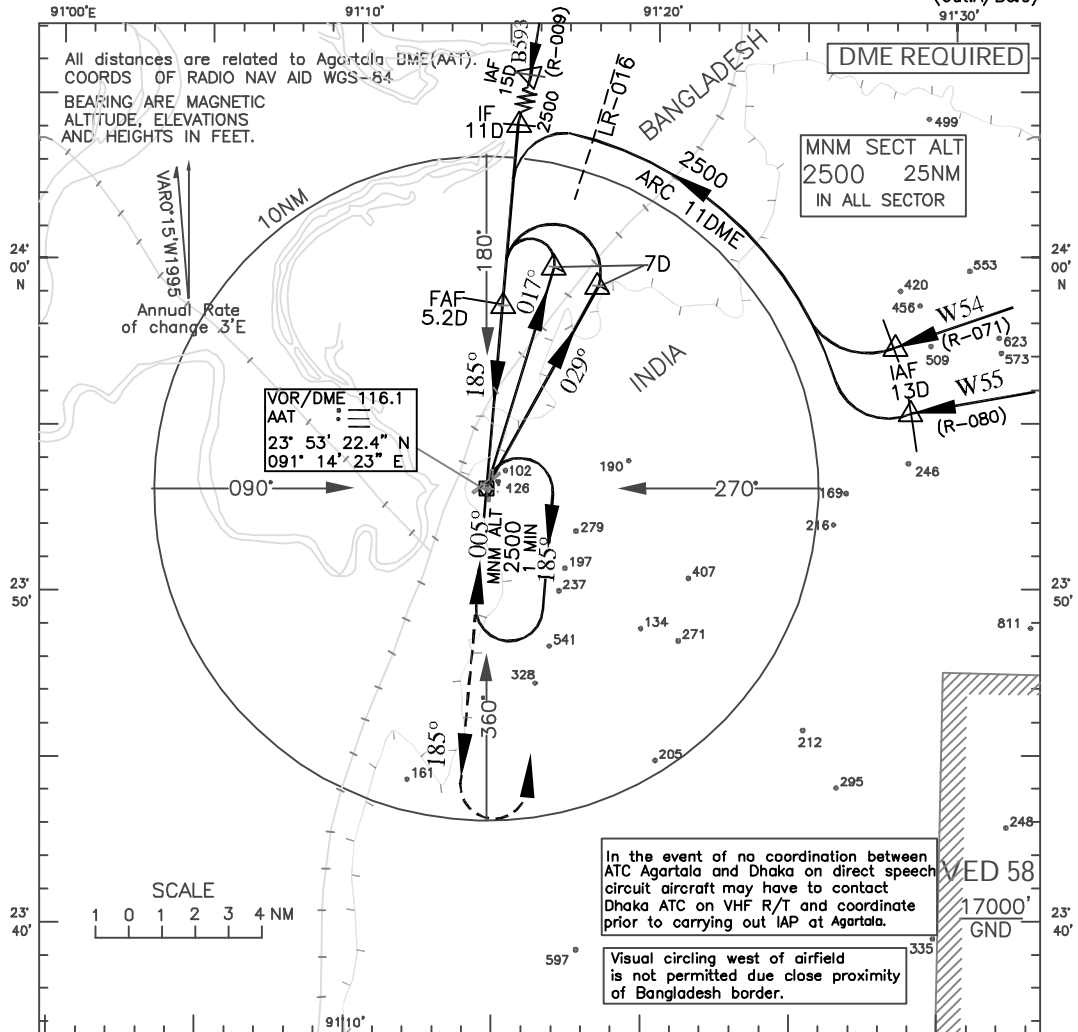 91°00'E
91°10'
91°20'
91°30'
All distances are related to Agartala DME(AAT).
COORDS OF RADIO NAV AID WGS-84
BEARING ARE MAGNETIC
ALTITUDE, ELEVATIONS
AND HEIGHTS IN FEET.
DME REQUIRED
IAF
15D
B593
(R-009)
2500
IF
11D
LR-016
BANGLADESH
499
MNM SECT ALT
2500 25NM
IN ALL SECTOR
2500
ARC 11DME
10NM
VAR0°15'W1995
Annual Rate
of change 3'E
24°
00'
N
24°
00'
N
180°
7D
017°
029°
FAF
5.2D
185°
INDIA
553
420
456
W54
(R-071)
623
573
509
IAF
13D
W55
(R-080)
246
VOR/DME 116.1
AAT
23° 53' 22.4" N
091° 14' 23" E
102
126
190
090°
270°
169
216
005°
MNM ALT
2500
1 MIN
185°
279
197
237
407
23°
50'
23°
50'
134
271
541
811
328
360°
185°
161
205
212
295
248
In the event of no coordination between
ATC Agartala and Dhaka on direct speech
circuit aircraft may have to contact
Dhaka ATC on VHF R/T and coordinate
prior to carrying out IAP at Agartala.
VED 58
17000'
GND
SCALE
1 0 1 2 3 4 NM
23°
40'
23°
40'
335
597
Visual circling west of airfield
is not permitted due close proximity
of Bangladesh border.
91°10'